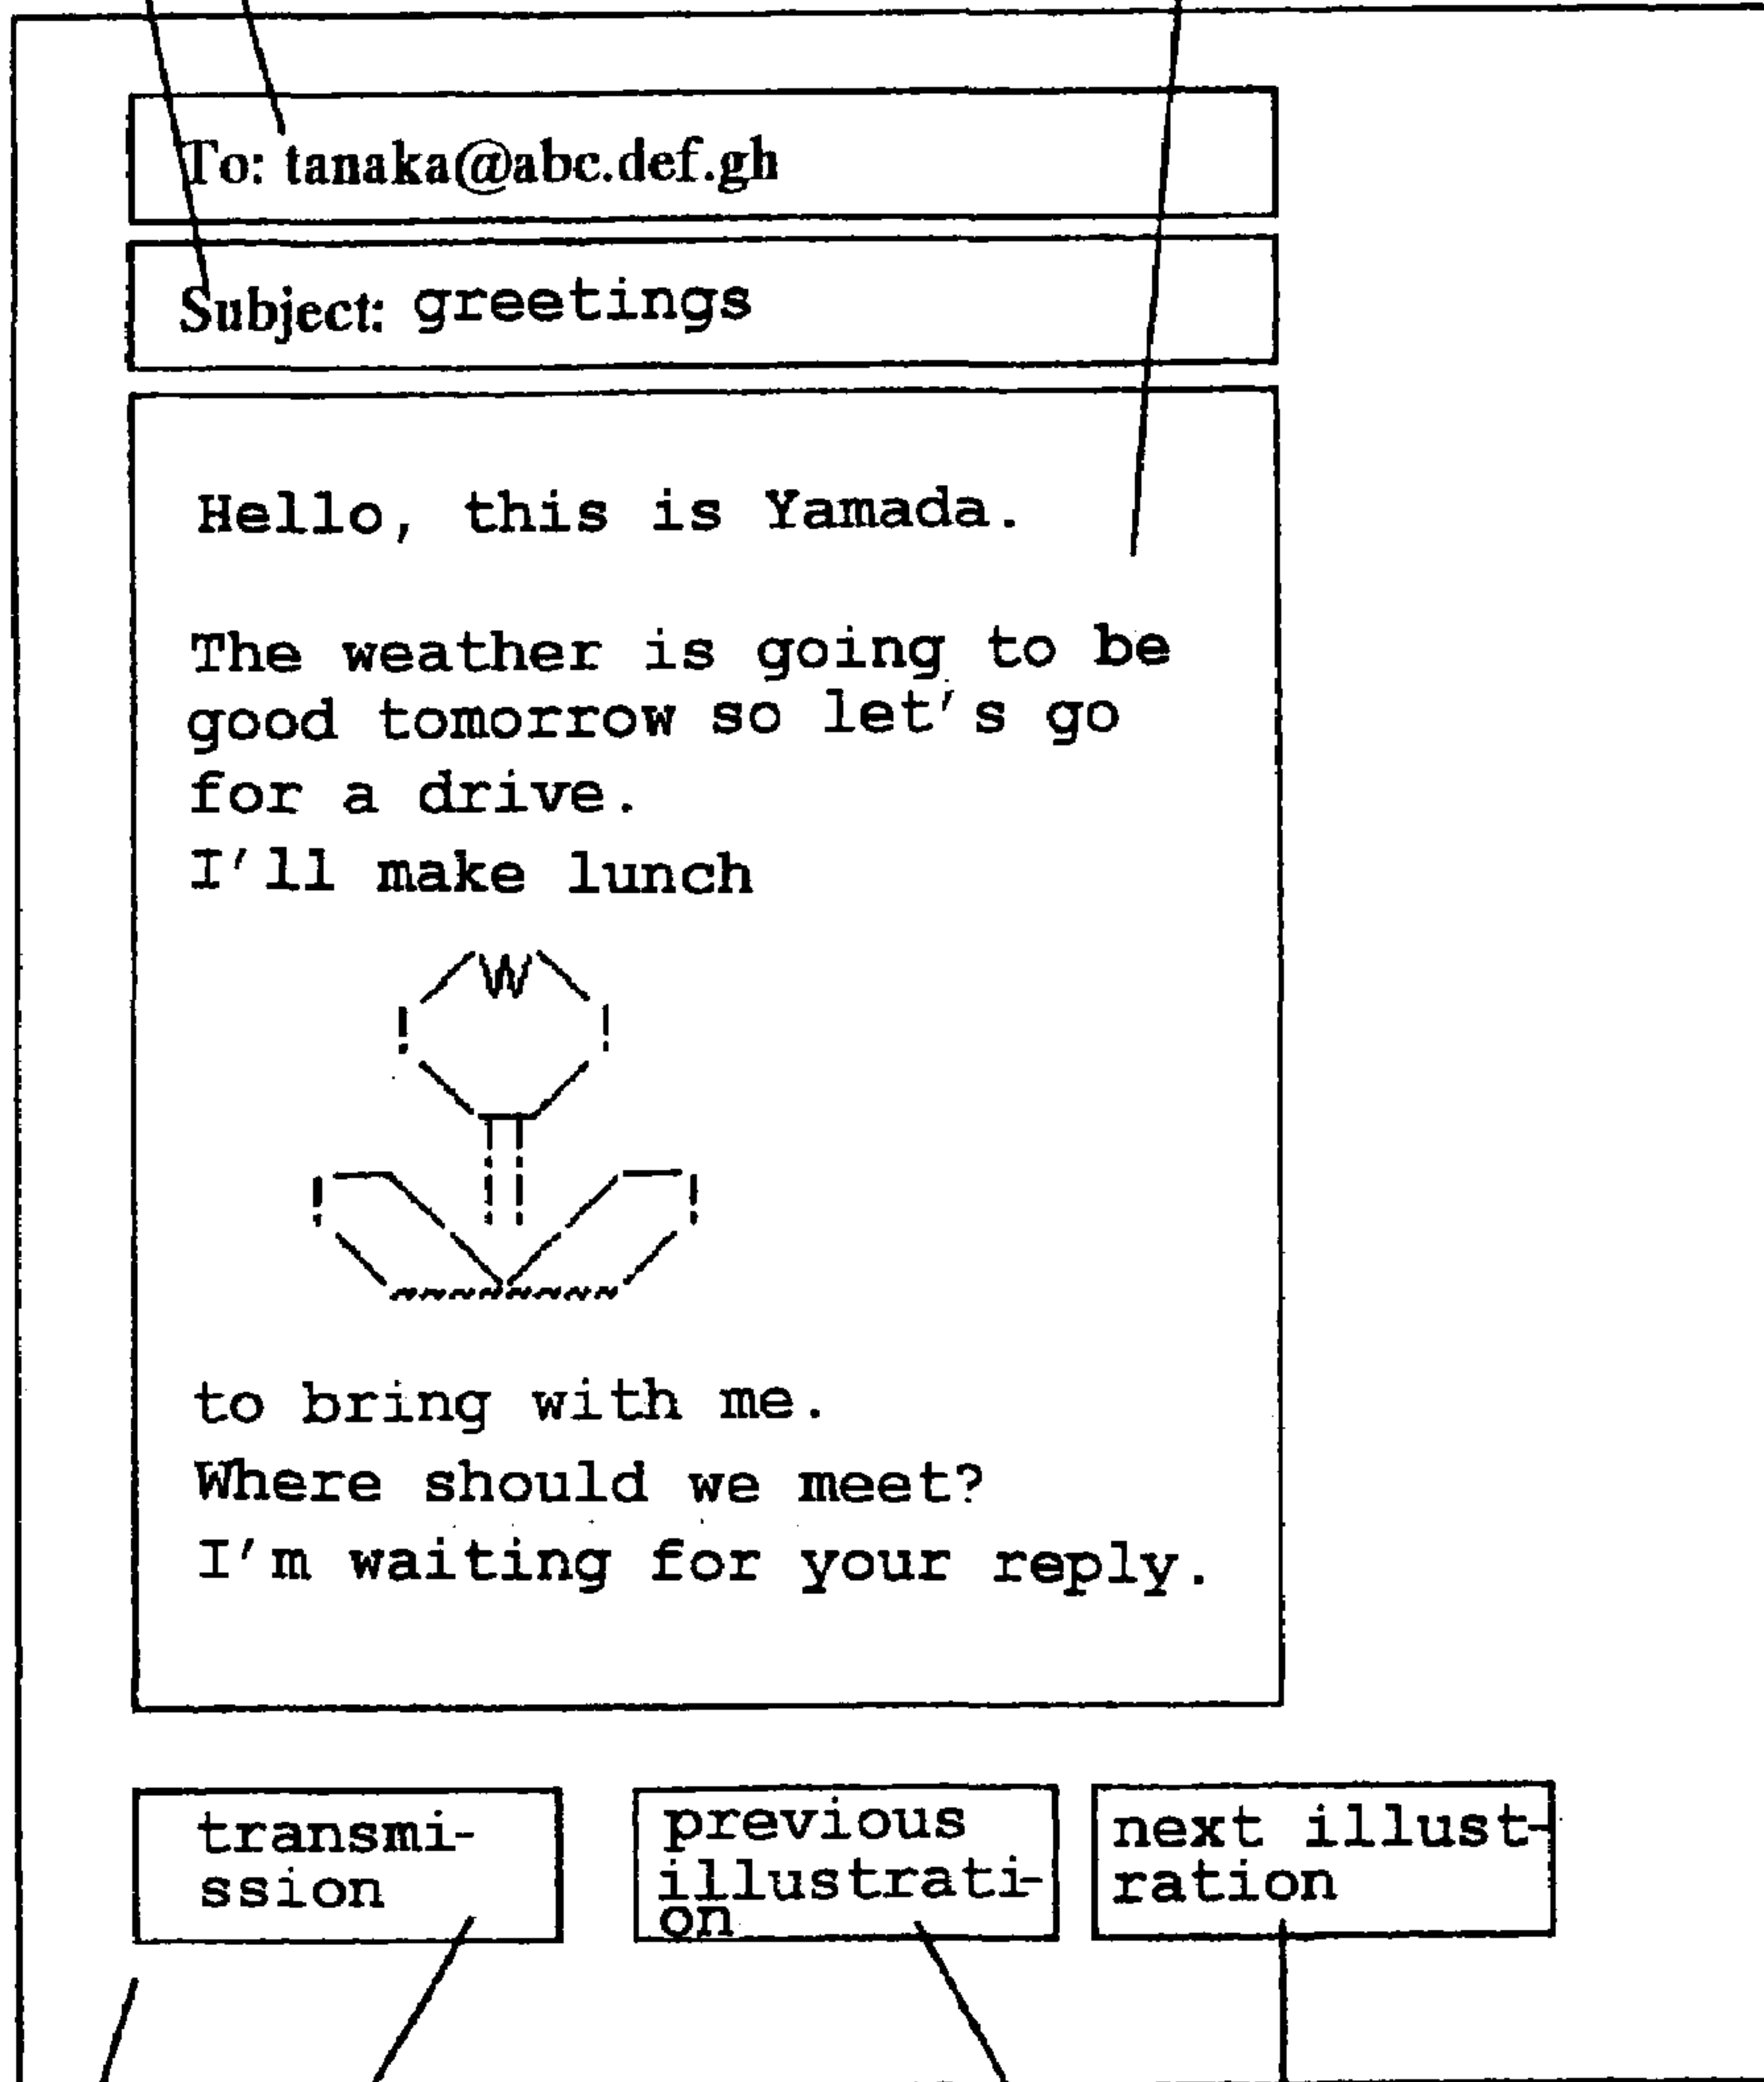 To: tanaka@abc.def.gh
Subject: greetings
Hello, this is Yamada.
The weather is going to be
good tomorrow so let's go
for a drive.
I'll make lunch
to bring with me.
Where should we meet?
I'm waiting for your reply.
transmi-
ssion
previous
illustrati-
on
next illust-
ration